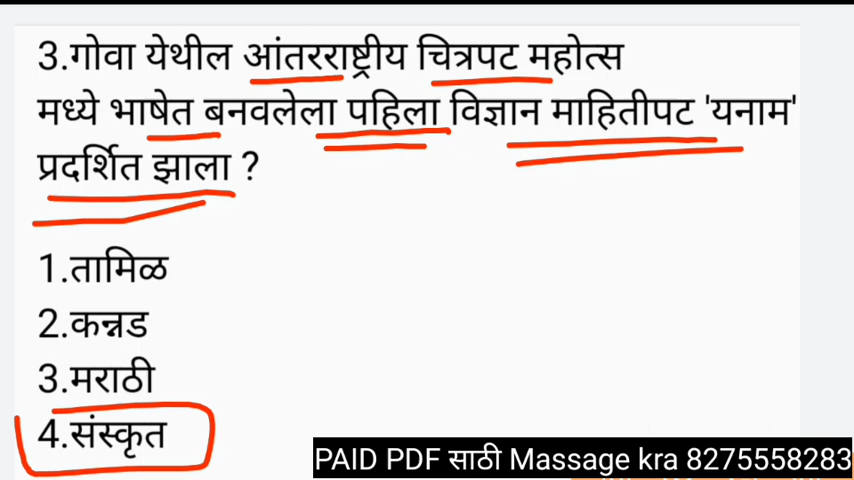 3.गोवा येथील आंतरराष्ट्रीय चित्रपट महोत्स
मध्ये भाषेत बनवलेला पहिला विज्ञान माहितीपट 'यनाम'
प्रदर्शित झाला ?
1.तामिळ
2.कन्नड
3.मराठी
4.संस्कृत
PAID PDF साठी Massage kra 8275558283